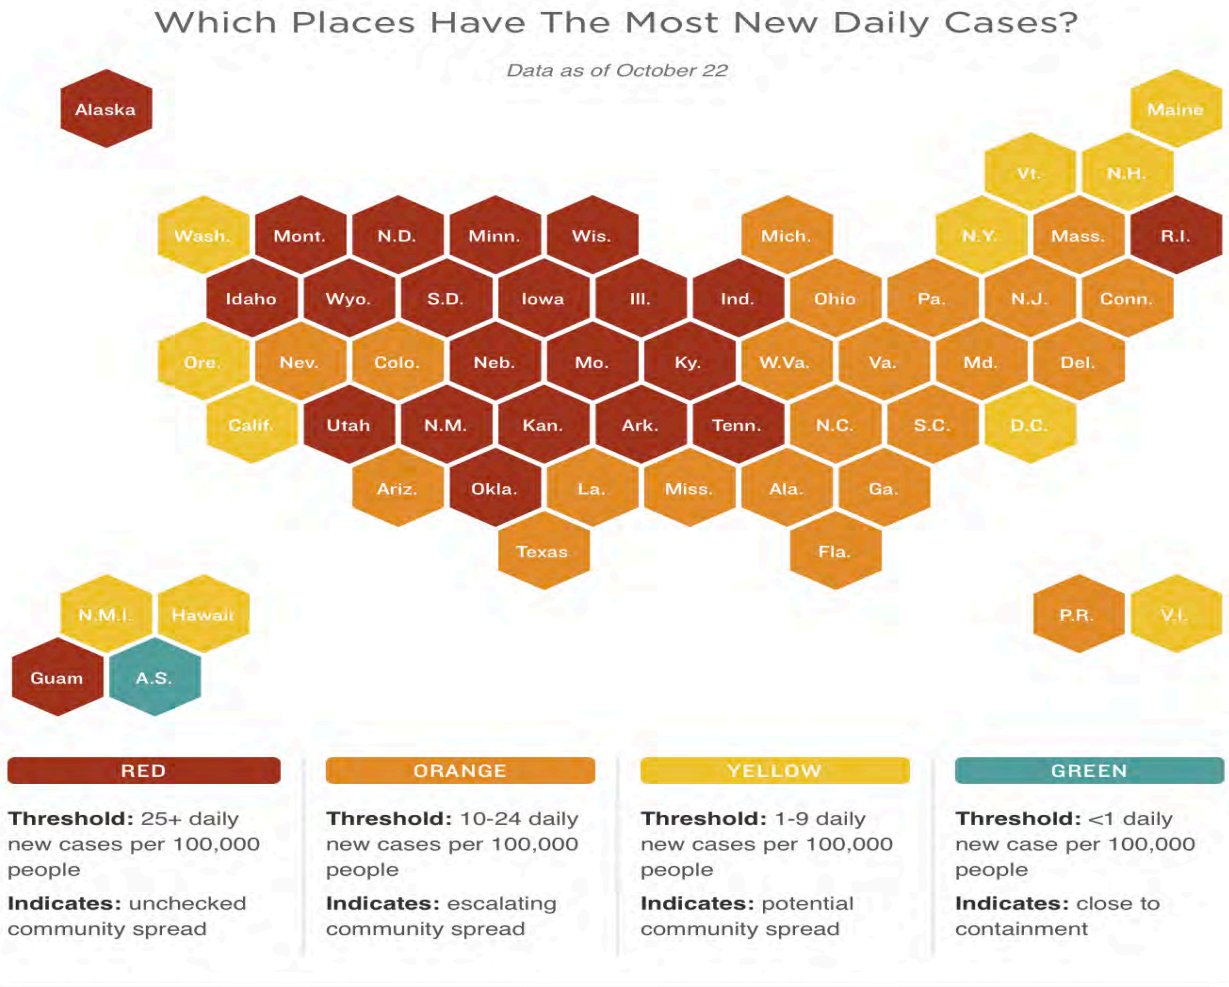 Which Places Have The Most New Daily Cases?
Data as of October 22
Alaska
Maine
Vt.
N.H.
Wash.
Mont.
N.D.
Minn.
Wis.
Mich.
N.Y.
Mass.
R.I.
Idaho
Wyo.
S.D.
Iowa
Ill.
Ind.
Ohio
Pa.
N.J.
Conn.
Ore.
Nev.
Colo.
Neb.
Mo.
Ky.
W.Va.
Va.
Md.
Del.
Calif.
Utah
N.M.
Kan.
Ark.
Tenn.
N.C.
S.C.
D.C.
Ariz.
Okla.
La.
Miss.
Ala.
Ga.
Texas
Fla.
N.M.I.
Hawaii
P.R.
V.I.
Guam
A.S.
RED
Threshold: 25+ daily
new cases per 100,000
people
Indicates: unchecked
community spread
ORANGE
Threshold: 10-24 daily
new cases per 100,000
people
Indicates: escalating
community spread
YELLOW
Threshold: 1-9 daily
new cases per 100,000
people
Indicates: potential
community spread
GREEN
Threshold: <1 daily
new case per 100,000
people
Indicates: close to
containment